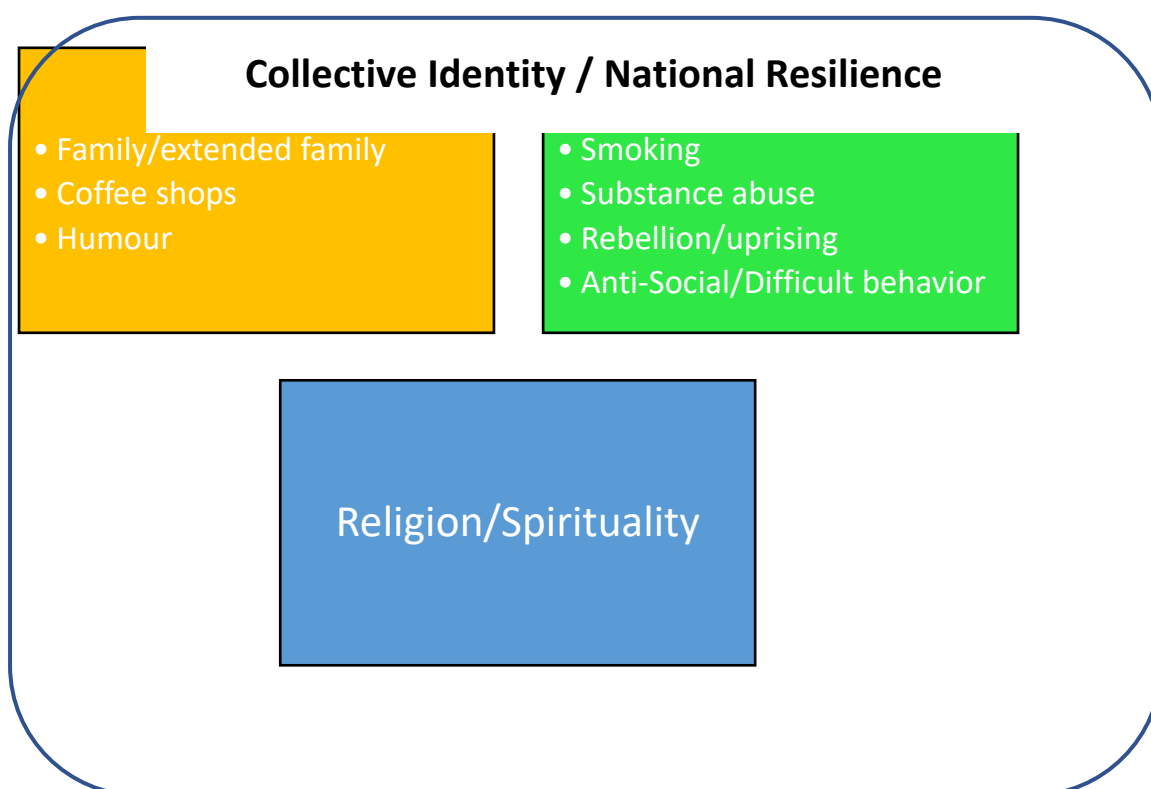 Collective Identity / National Resilience
• Family/extended family
• Coffee shops
• Humour
• Smoking
• Substance abuse
• Rebellion/uprising
• Anti-Social/Difficult behavior
Religion/Spirituality